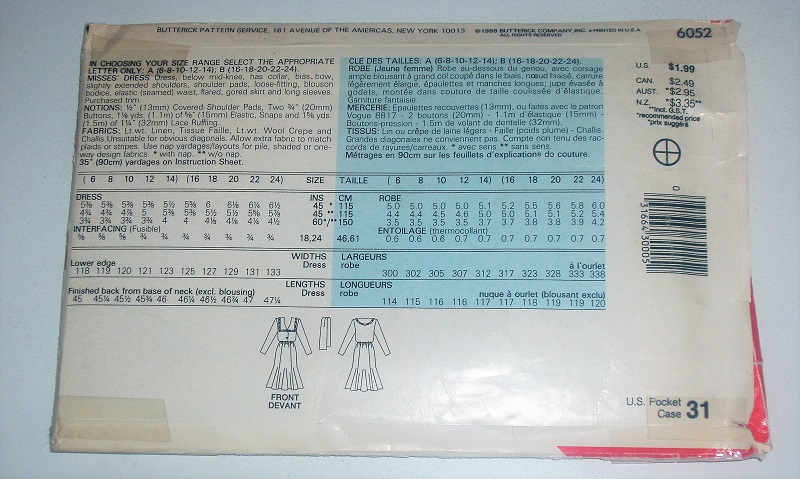 BUTTERICK PATTERN SERVICE, 161 AVENUE OF THE AMERICAS, NEW YORK 10013 ©1988 BUTTERICK COMPANY, INC. • PRINTED IN U.S.A.
ALL RIGHTS RESERVED.
6052
IN CHOOSING YOUR SIZE RANGE SELECT THE APPROPRIATE
LETTER ONLY: A (6-8-10-12-14); B (16-18-20-22-24).
MISSES' DRESS Dress, below mid-knee, has collar, bias, bow,
slightly extended shoulders, shoulder pads, loose-fitting, blouson
bodice, elastic (seamed) waist, flared, gored skirt and long sleeves.
Purchased trim.
NOTIONS: ½" (13mm) Covered Shoulder Pads, Two ¾" (20mm)
Buttons, 1⅛ yds. (1.1m) of ⅝" (15mm) Elastic, Snaps and 1⅝ yds.
(1.5m) of 1¼" (32mm) Lace Ruffling.
FABRICS: Lt. wt. Linen, Tissue Faille, Lt. wt. Wool Crepe and
Challis. Unsuitable for obvious diagonals. Allow extra fabric to match
plaids or stripes. Use nap yardages/layouts for pile, shaded or one-
way design fabrics. * with nap. ** w/o nap.
35" (90cm) yardages on Instruction Sheet.
CLE DES TAILLES: A (6-8-10-12-14); B (16-18-20-22-24).
ROBE (Jeune femme) Robe au-dessous du genou, avec corsage
ample blousant à grand col coupé dans le biais, nœud biaisé, carrure
légèrement élargie, épaulettes et manches longues; jupe évasée à
godets, montée dans couture de taille coulissée d'élastique.
Garniture fantaisie.
MERCERIE: Epaulettes recouvertes (13mm), ou faites avec le patron
Vogue 8817 - 2 boutons (20mm) - 1.1m d'élastique (15mm) -
Boutons-pression - 1.5m de volant de dentelle (32mm).
TISSUS: Lin ou crêpe de laine légers - Faille (poids plume) - Challis.
Grandes diagonales ne conviennent pas. Compte non tenu des rac-
cords de rayures/carreaux. * avec sens ** sans sens.
Métrages en 90cm sur les feuilles d'explications do couture.
U.S. $1.99
CAN. $2.49
AUST. *$2.95
N.Z. *$3.35**
**incl. G.S.T.
*recommended price
*prix suggéré
( 6 8 10 12 14) (16 18 20 22 24) SIZE TAILLE ( 6 8 10 12 14) (16 18 20 22 24)
DRESS INS CM ROBE
5⅜ 5⅜ 5⅜ 5⅜ 5½ 5⅝ 6 6⅛ 6¼ 6½ 45 * 115 5.0 5.0 5.0 5.0 5.1 5.2 5.5 5.6 5.8 6.0
4¾ 4¾ 4⅞ 5 5⅜ 5⅜ 5½ 5½ 5⅝ 5⅞ 45 ** 115 4.4 4.4 4.5 4.6 5.0 5.0 5.1 5.1 5.2 5.4
3¾ 3¾ 3¾ 3¾ 4 4 4⅛ 4¼ 4¼ 4½ 60*/** 150 3.5 3.5 3.5 3.5 3.7 3.7 3.8 3.8 3.9 4.2
INTERFACING (Fusible) ENTOILAGE (thermocollant)
⅝ ⅝ ⅝ ¾ ¾ ¾ ¾ ¾ ¾ ¾ 18,24 46,61 0.6 0.6 0.6 0.7 0.7 0.7 0.7 0.7 0.7 0.7
WIDTHS LARGEURS
Lower edge Dress robe à l'ourlet
118 119 120 121 123 125 127 129 131 133 300 302 305 307 312 317 323 328 333 338
LENGTHS LONGUEURS
Finished back from base of neck (excl. blousing) Dress robe nuque à ourlet (blousant exclu)
45 45¼ 45½ 45¾ 46 46¼ 46½ 46¾ 47 47¼ 114 115 116 116 117 117 118 119 119 120
FRONT
DEVANT
0
31664 30005
U.S. Pocket
Case 31